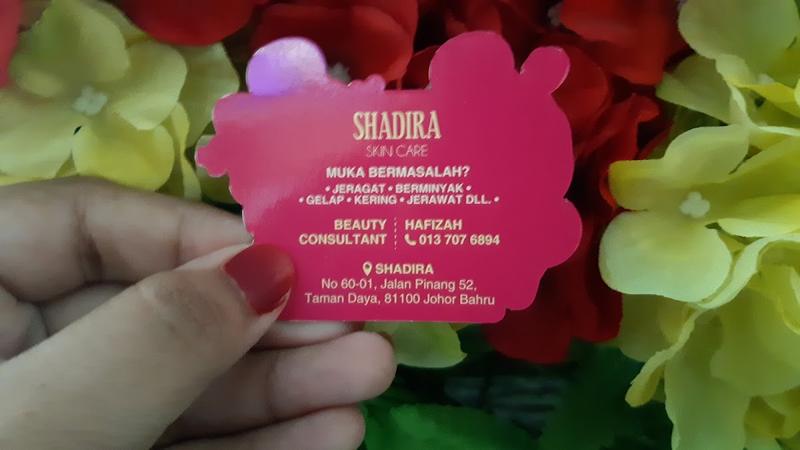 SHADIRA
SKIN CARE
MUKA BERMASALAH?
• JERAGAT • BERMINYAK •
• GELAP • KERING • JERAWAT DLL. •
BEAUTY CONSULTANT
HAFIZAH
013 707 6894
SHADIRA
No 60-01, Jalan Pinang 52,
Taman Daya, 81100 Johor Bahru